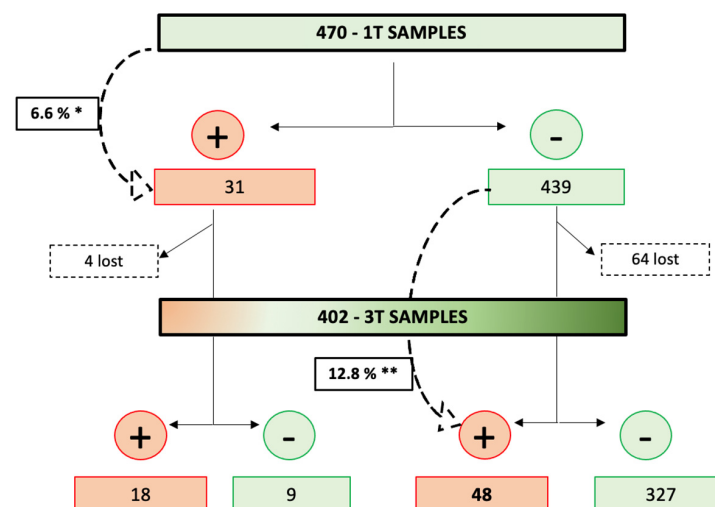 470 - 1T SAMPLES
6.6 % *
+
-
31
439
4 lost
64 lost
402 - 3T SAMPLES
12.8 % **
+
-
+
-
18
9
48
327